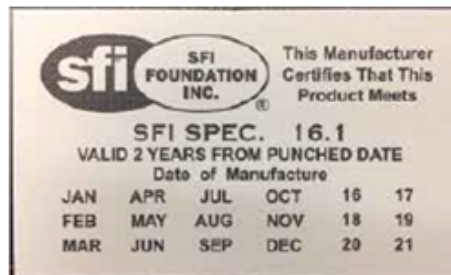 sfi
SFI
FOUNDATION
INC.
®
This Manufacturer
Certifies That This
Product Meets
SFI SPEC. 16.1
VALID 2 YEARS FROM PUNCHED DATE
Date of Manufacture
JAN APR JUL OCT 16 17
FEB MAY AUG NOV 18 19
MAR JUN SEP DEC 20 21